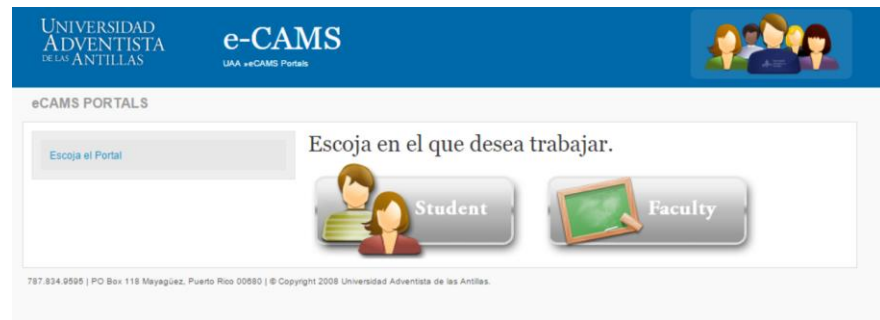 UNIVERSIDAD
ADVENTISTA
DE LAS ANTILLAS
e-CAMS
UAA »eCAMS Portals
eCAMS PORTALS
Escoja el Portal
Escoja en el que desea trabajar.
Student
Faculty
787.834.9595 | PO Box 118 Mayagüez, Puerto Rico 00680 | © Copyright 2008 Universidad Adventista de las Antillas.